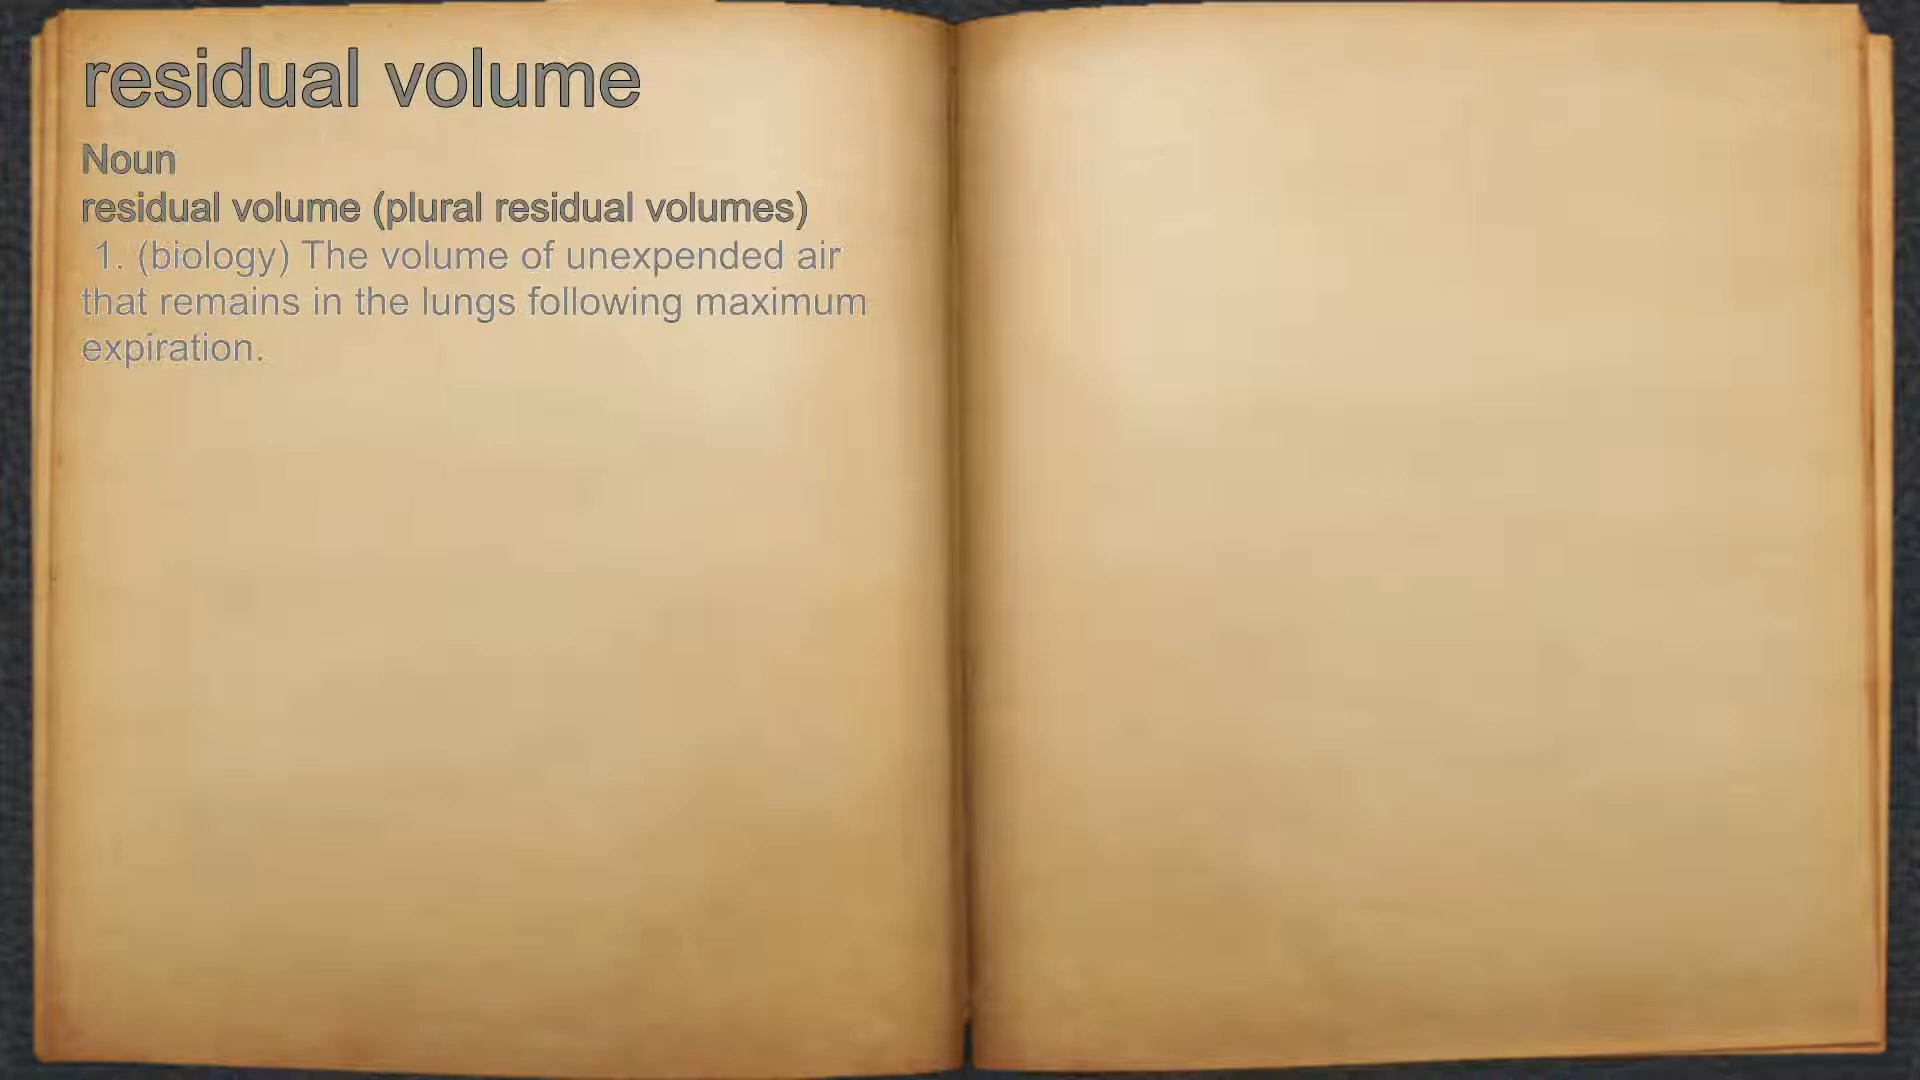 residual volume
Noun
residual volume (plural residual volumes)
1. (biology) The volume of unexpended air
that remains in the lungs following maximum
expiration.